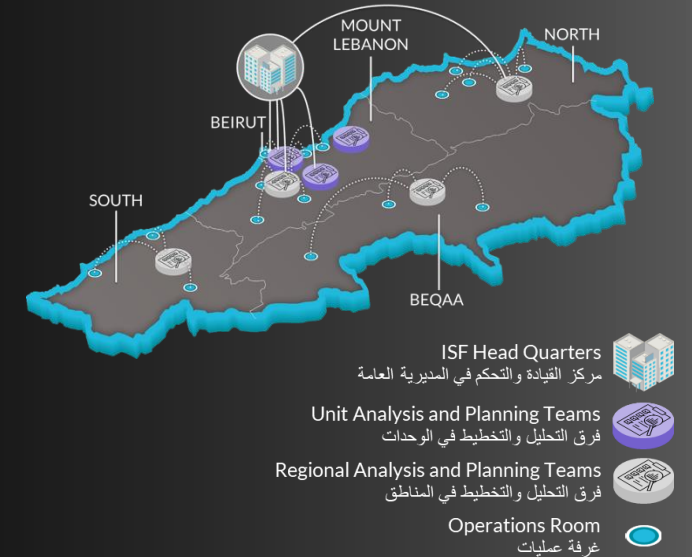 MOUNT
LEBANON
NORTH
BEIRUT
SOUTH
BEQAA
ISF Head Quarters
مركز القيادة والتحكم في المديرية العامة
Unit Analysis and Planning Teams
فرق التحليل والتخطيط في الوحدات
Regional Analysis and Planning Teams
فرق التحليل والتخطيط في المناطق
Operations Room
غرفة عمليات